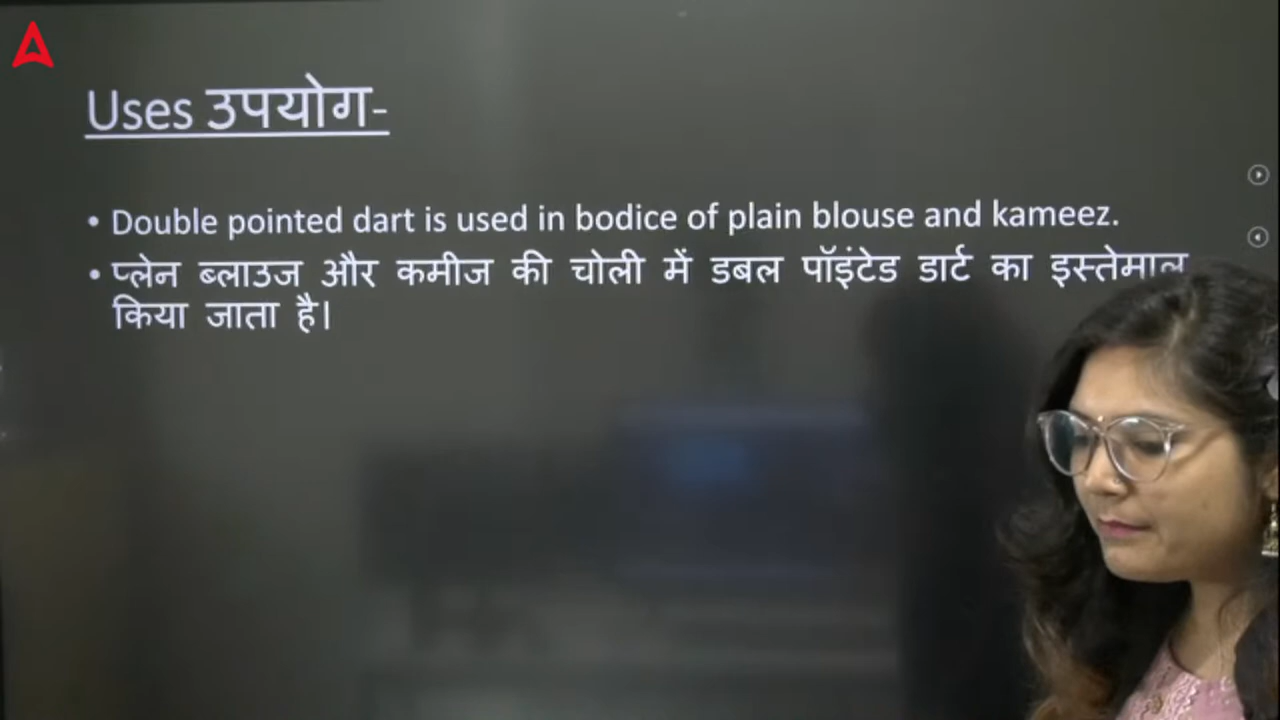 Uses उपयोग-
• Double pointed dart is used in bodice of plain blouse and kameez.
• प्लेन ब्लाउज और कमीज की चोली में डबल पॉइंटेड डार्ट का इस्तेमाल
किया जाता है।